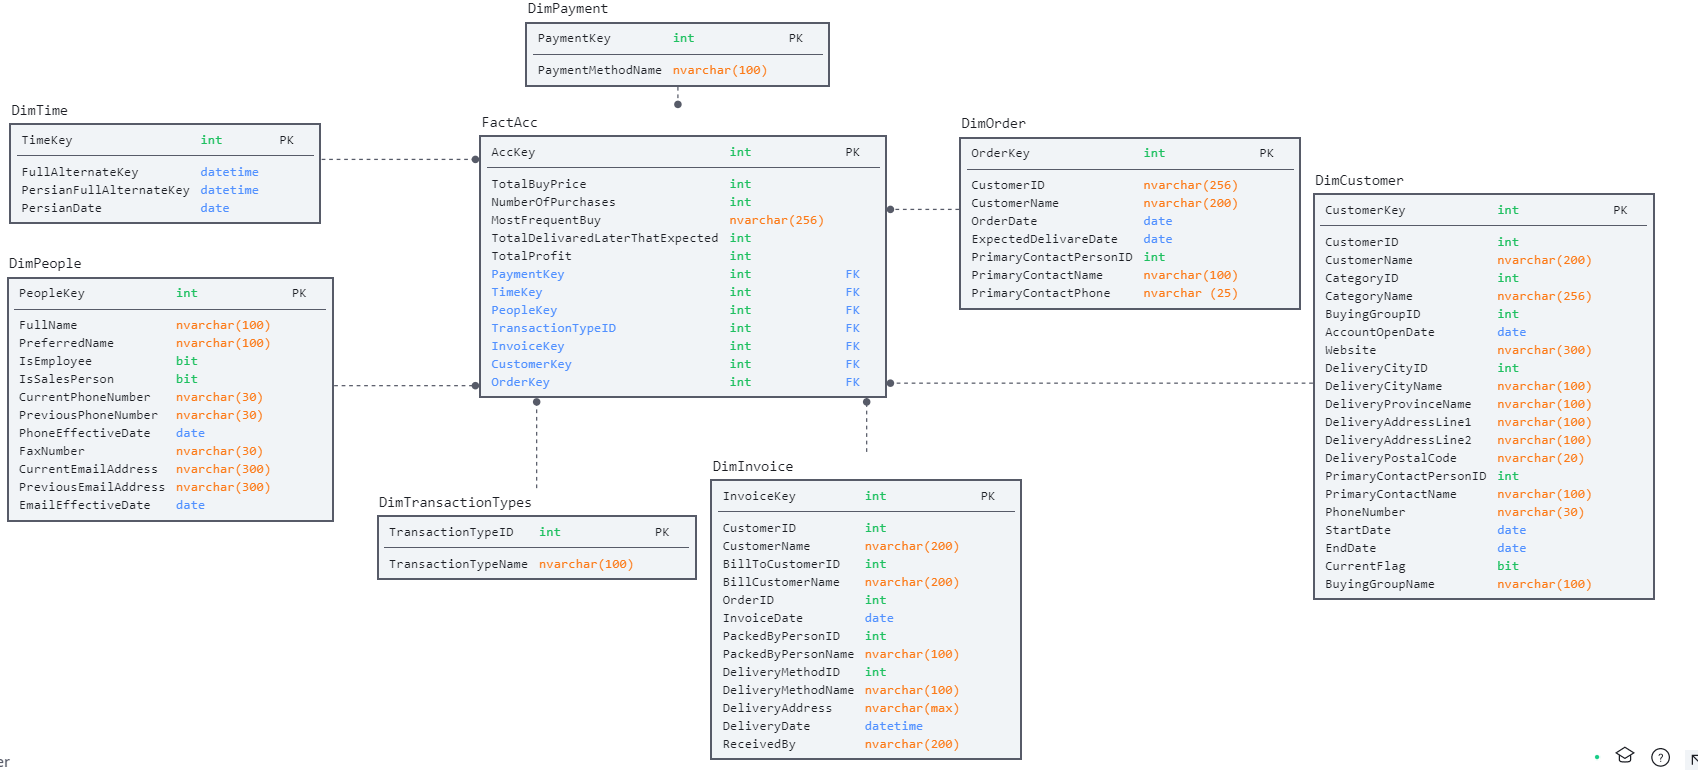 DimPayment
PaymentKey int PK
PaymentMethodName nvarchar(100)
DimTime
TimeKey int PK
FullAlternateKey datetime
PersianFullAlternateKey datetime
PersianDate date
FactAcc
AccKey int PK
TotalBuyPrice int
NumberOfPurchases int
MostFrequentBuy nvarchar(256)
TotalDelivaredLaterThatExpected int
TotalProfit int
PaymentKey int FK
TimeKey int FK
PeopleKey int FK
TransactionTypeID int FK
InvoiceKey int FK
CustomerKey int FK
OrderKey int FK
DimOrder
OrderKey int PK
CustomerID nvarchar(256)
CustomerName nvarchar(200)
OrderDate date
ExpectedDelivareDate date
PrimaryContactPersonID int
PrimaryContactName nvarchar(100)
PrimaryContactPhone nvarchar (25)
DimCustomer
CustomerKey int PK
CustomerID int
CustomerName nvarchar(200)
CategoryID int
CategoryName nvarchar(256)
BuyingGroupID int
AccountOpenDate date
Website nvarchar(300)
DeliveryCityID int
DeliveryCityName nvarchar(100)
DeliveryProvinceName nvarchar(100)
DeliveryAddressLine1 nvarchar(100)
DeliveryAddressLine2 nvarchar(100)
DeliveryPostalCode nvarchar(20)
PrimaryContactPersonID int
PrimaryContactName nvarchar(100)
PhoneNumber nvarchar(30)
StartDate date
EndDate date
CurrentFlag bit
BuyingGroupName nvarchar(100)
DimPeople
PeopleKey int PK
FullName nvarchar(100)
PreferredName nvarchar(100)
IsEmployee bit
IsSalesPerson bit
CurrentPhoneNumber nvarchar(30)
PreviousPhoneNumber nvarchar(30)
PhoneEffectiveDate date
FaxNumber nvarchar(30)
CurrentEmailAddress nvarchar(300)
PreviousEmailAddress nvarchar(300)
EmailEffectiveDate date
DimTransactionTypes
TransactionTypeID int PK
TransactionTypeName nvarchar(100)
DimInvoice
InvoiceKey int PK
CustomerID int
CustomerName nvarchar(200)
BillToCustomerID int
BillCustomerName nvarchar(200)
OrderID int
InvoiceDate date
PackedByPersonID int
PackedByPersonName nvarchar(100)
DeliveryMethodID int
DeliveryMethodName nvarchar(100)
DeliveryAddress nvarchar(max)
DeliveryDate datetime
ReceivedBy nvarchar(200)
er
?